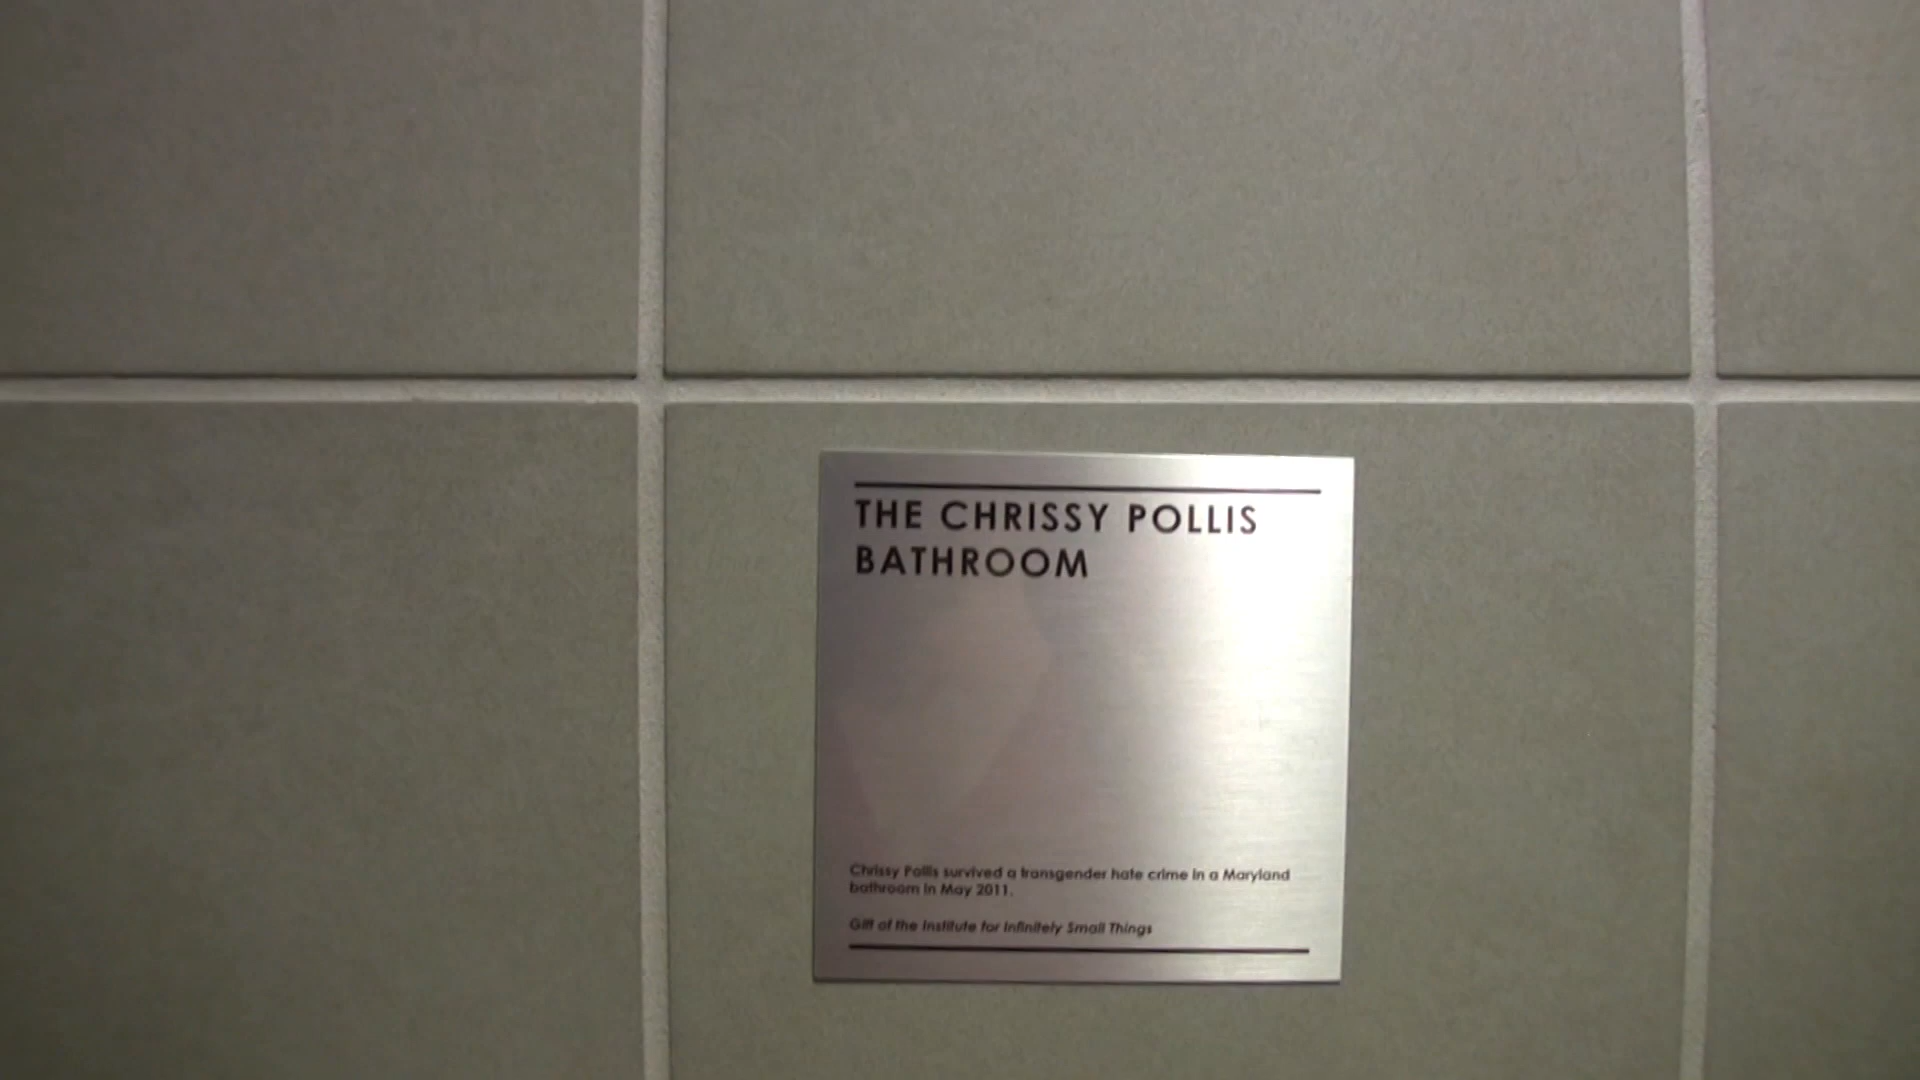 THE CHRISSY POLLIS
BATHROOM
Chrissy Pollis survived a transgender hate crime in a Maryland
bathroom in May 2011.
Gift of the Institute for Infinitely Small Things